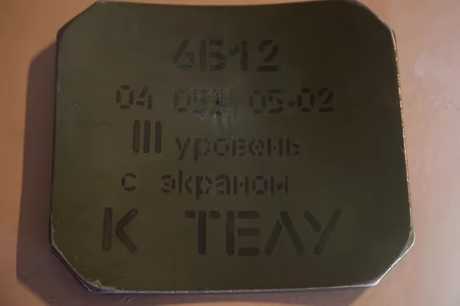 6Б12
04 05-02
III уровень
с экраном
К ТЕЛУ